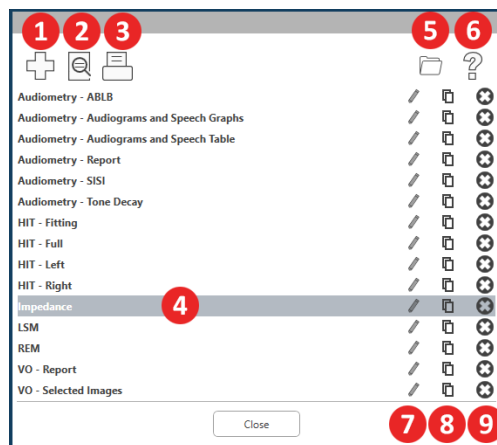 1 2 3 5 6
?
Audiometry - ABLB
Audiometry - Audiograms and Speech Graphs
Audiometry - Audiograms and Speech Table
Audiometry - Report
Audiometry - SISI
Audiometry - Tone Decay
HIT - Fitting
HIT - Full
HIT - Left
HIT - Right
Impedance 4
LSM
REM
VO - Report
VO - Selected Images
Close 7 8 9